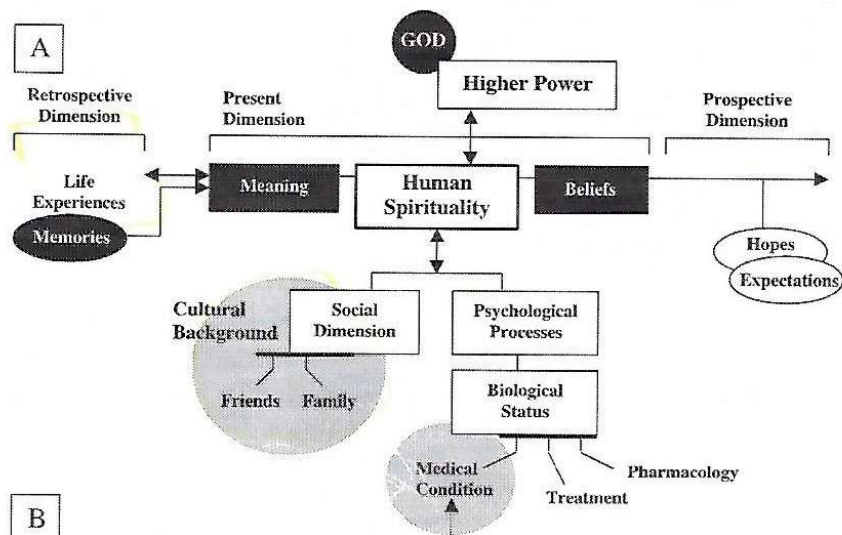 A
GOD
Higher Power
Retrospective
Dimension
Present
Dimension
Prospective
Dimension
Life
Experiences
Memories
Meaning
Human
Spirituality
Beliefs
Hopes
Expectations
Cultural
Background
Social
Dimension
Psychological
Processes
Friends
Family
Biological
Status
Medical
Condition
Treatment
Pharmacology
B